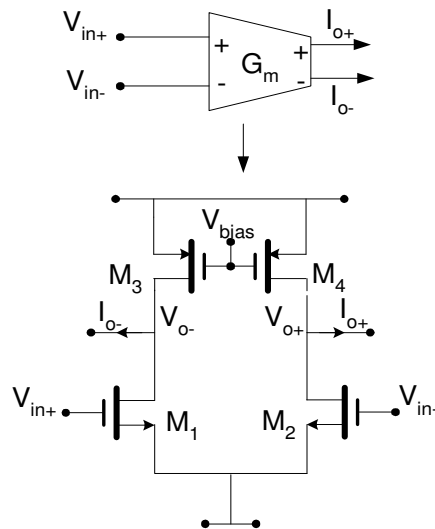 V_in+
I_o+
+
+
G_m
V_in-
-
-
I_o-
V_bias
M_3
M_4
I_o-
V_o-
V_o+
I_o+
V_in+
V_in-
M_1
M_2